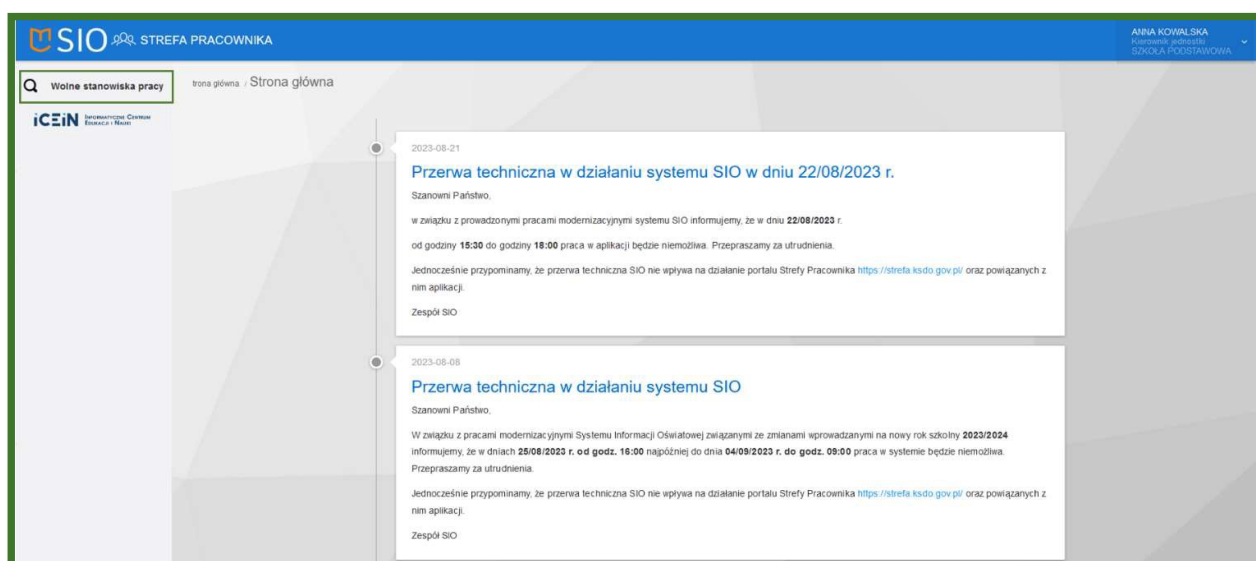 SIO STREFA PRACOWNIKA
ANNA KOWALSKA
Kierownik jednostki
SZKOŁA PODSTAWOWA
Wolne stanowiska pracy
trona główna / Strona główna
iCEiN Informatyczne Centrum
Edukacji i Nauki
2023-08-21
Przerwa techniczna w działaniu systemu SIO w dniu 22/08/2023 r.
Szanowni Państwo,
w związku z prowadzonymi pracami modernizacyjnymi systemu SIO informujemy, że w dniu 22/08/2023 r.
od godziny 15:30 do godziny 18:00 praca w aplikacji będzie niemożliwa. Przepraszamy za utrudnienia.
Jednocześnie przypominamy, że przerwa techniczna SIO nie wpływa na działanie portalu Strefy Pracownika https://strefa.ksdo.gov.pl/ oraz powiązanych z
nim aplikacji.
Zespół SIO
2023-08-08
Przerwa techniczna w działaniu systemu SIO
Szanowni Państwo,
W związku z pracami modernizacyjnymi Systemu Informacji Oświatowej związanymi ze zmianami wprowadzanymi na nowy rok szkolny 2023/2024
informujemy, że w dniach 25/08/2023 r. od godz. 16:00 najpóźniej do dnia 04/09/2023 r. do godz. 09:00 praca w systemie będzie niemożliwa.
Przepraszamy za utrudnienia.
Jednocześnie przypominamy, że przerwa techniczna SIO nie wpływa na działanie portalu Strefy Pracownika https://strefa.ksdo.gov.pl/ oraz powiązanych z
nim aplikacji.
Zespół SIO